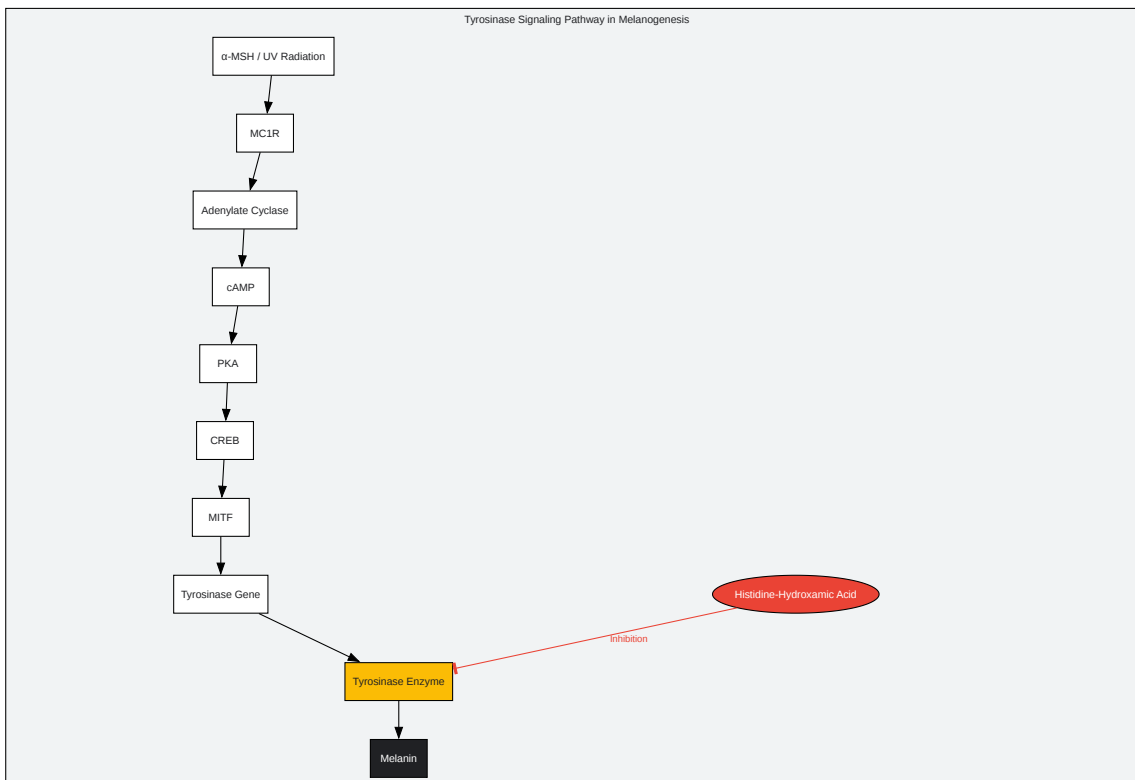 Tyrosinase Signaling Pathway in Melanogenesis
α-MSH / UV Radiation
MC1R
Adenylate Cyclase
cAMP
PKA
CREB
MITF
Tyrosinase Gene
Histidine-Hydroxamic Acid
Inhibition
Tyrosinase Enzyme
Melanin